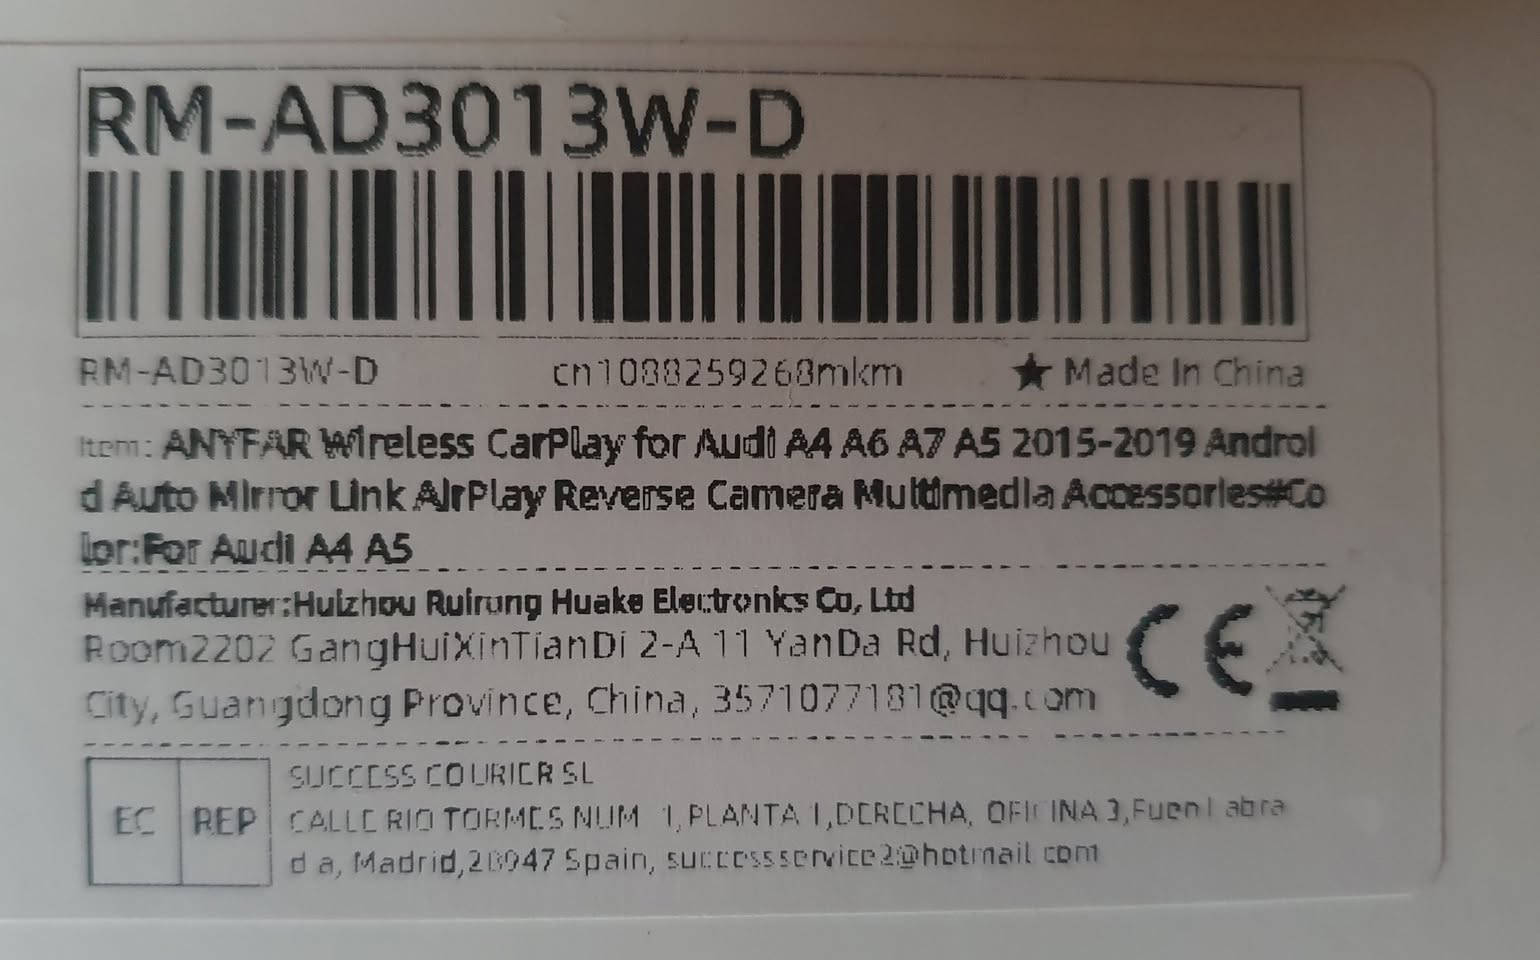 RM-AD3013W-D
RM-AD3013W-D cn1088259268mkm ★ Made In China
Item: ANYFAR Wireless CarPlay for Audi A4 A6 A7 A5 2015-2019 Androi
d Auto Mirror Link AirPlay Reverse Camera Multimedia Accessories#Co
lor:For Audi A4 A5
Manufacturer:Huizhou Ruirung Huake Electronics Co, Ltd
Room2202 GangHuiXinTianDi 2-A 11 YanDa Rd, Huizhou
City, Guangdong Province, China, 3571077181@qq.com
CE
EC REP
SUCCESS COURIER SL
CALLE RIO TORMES NUM 1, PLANTA 1,DERECHA, OFICINA 3,Fuenlabra
da, Madrid,28947 Spain, successservice2@hotmail.com